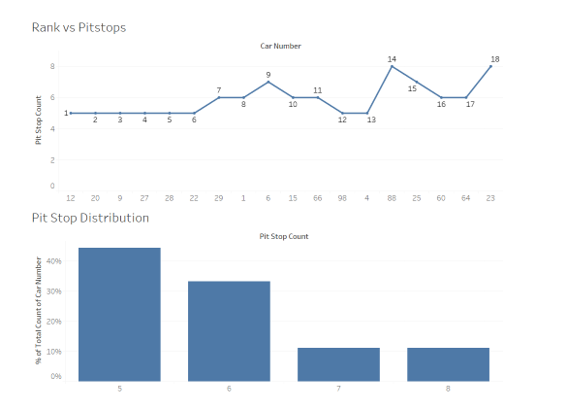 Rank vs Pitstops
Car Number
Pit Stop Count
8
6
4
2
0
1 2 3 4 5 6 7 8 9 10 11 12 13 14 15 16 17 18
12 20 9 27 28 22 29 1 6 15 66 98 4 88 25 60 64 23
Pit Stop Distribution
Pit Stop Count
% of Total Count of Car Number
40%
30%
20%
10%
0%
5 6 7 8